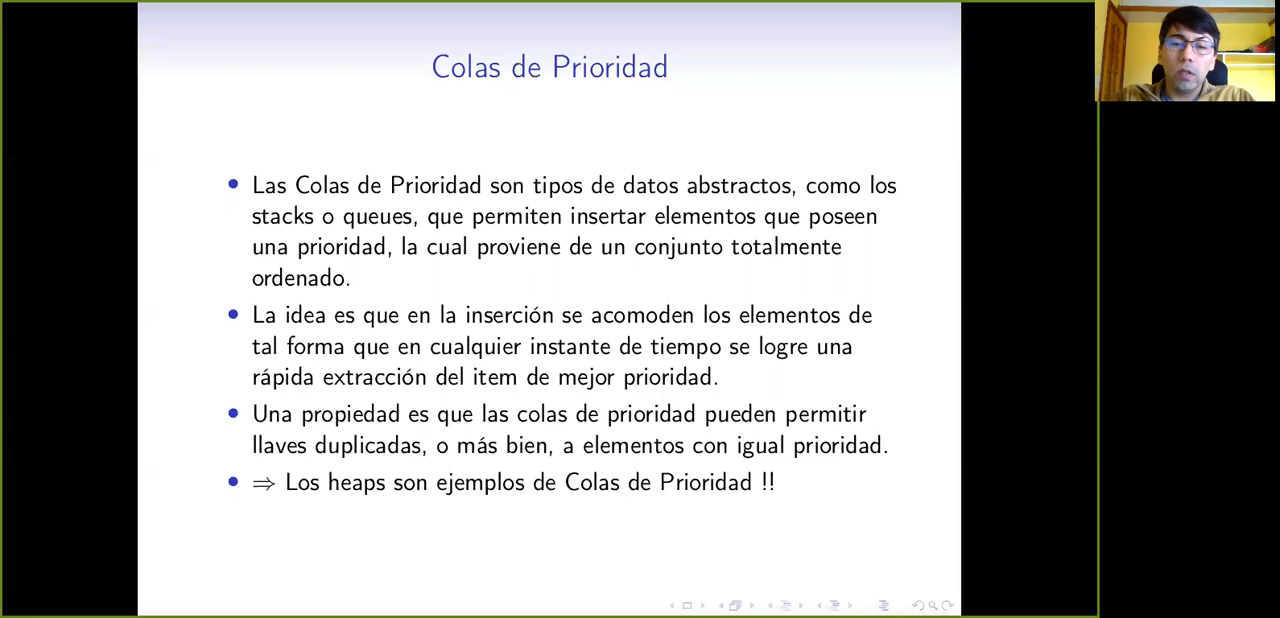 Colas de Prioridad
Las Colas de Prioridad son tipos de datos abstractos, como los
stacks o queues, que permiten insertar elementos que poseen
una prioridad, la cual proviene de un conjunto totalmente
ordenado.
La idea es que en la inserción se acomoden los elementos de
tal forma que en cualquier instante de tiempo se logre una
rápida extracción del item de mejor prioridad.
Una propiedad es que las colas de prioridad pueden permitir
llaves duplicadas, o más bien, a elementos con igual prioridad.
⇒ Los heaps son ejemplos de Colas de Prioridad !!